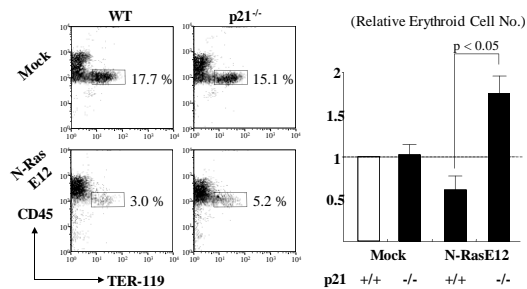 WT
p21-/-
(Relative Erythroid Cell No.)
p < 0.05
Mock
17.7 %
15.1 %
N-Ras
E12
3.0 %
5.2 %
CD45
TER-119
2
1.5
1
0.5
Mock N-RasE12
p21 +/+ -/- +/+ -/-